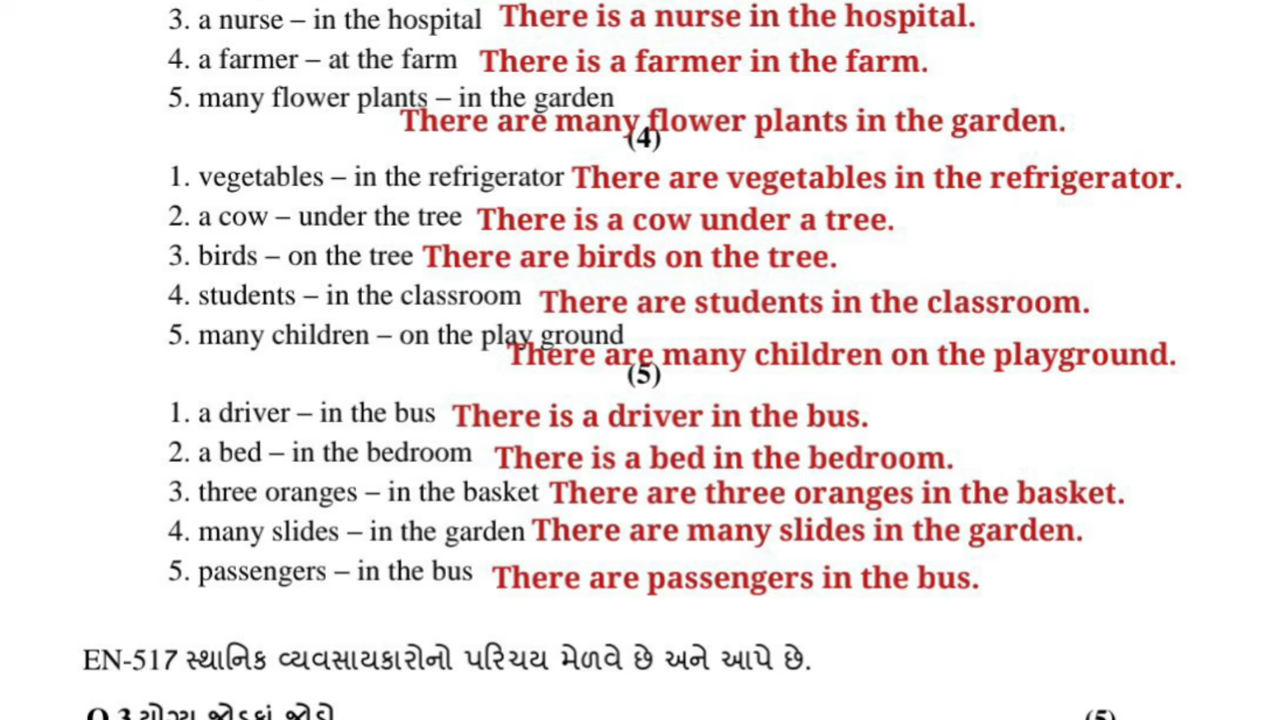 3. a nurse – in the hospital There is a nurse in the hospital.
4. a farmer – at the farm There is a farmer in the farm.
5. many flower plants – in the garden
There are many flower plants in the garden.
(4)
1. vegetables – in the refrigerator There are vegetables in the refrigerator.
2. a cow – under the tree There is a cow under a tree.
3. birds – on the tree There are birds on the tree.
4. students – in the classroom There are students in the classroom.
5. many children – on the play ground
There are many children on the playground.
(5)
1. a driver – in the bus There is a driver in the bus.
2. a bed – in the bedroom There is a bed in the bedroom.
3. three oranges – in the basket There are three oranges in the basket.
4. many slides – in the garden There are many slides in the garden.
5. passengers – in the bus There are passengers in the bus.
EN-517 સ્થાનિક વ્યવસાયકારોનો પરિચય મેળવે છે અને આપે છે.
Q.3 યોગ્ય જોડકાં જોડો (5)